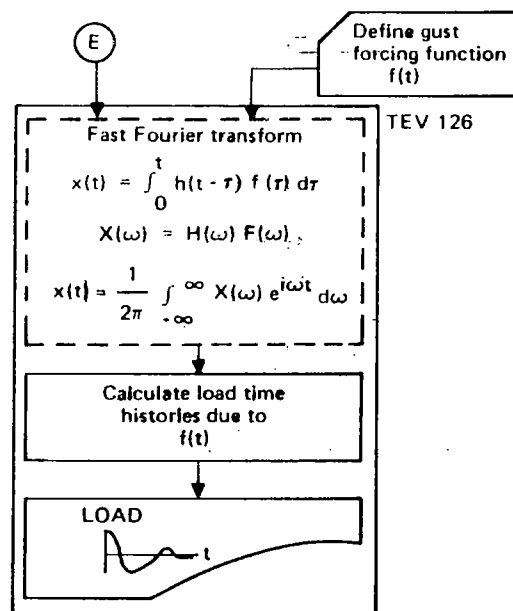 E
Define gust
forcing function
f(t)
TEV 126
Fast Fourier transform
x(t) = ∫₀ᵗ h(t - τ) f(τ) dτ
X(ω) = H(ω) F(ω)
x(t) = 1/2π ∫₋∞^∞ X(ω) e^iωt dω
Calculate load time
histories due to
f(t)
LOAD
t